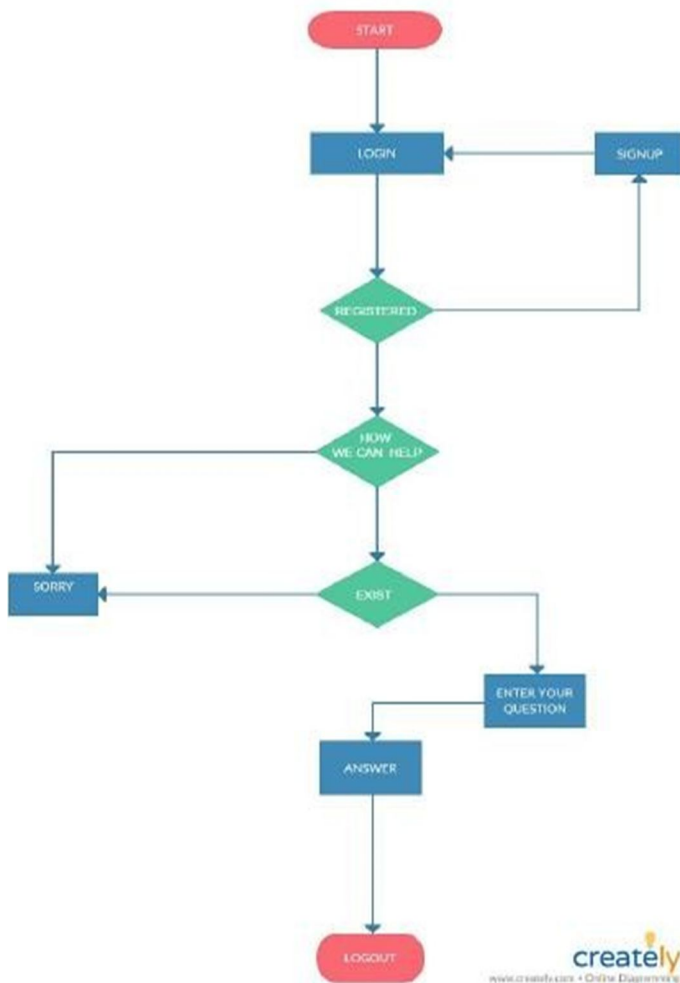 START
LOGIN
SIGNUP
REGISTERED
HOW
WE CAN HELP
SORRY
EXIST
ENTER YOUR
QUESTION
ANSWER
LOGOUT
creately
www.creately.com • Online Diagramming